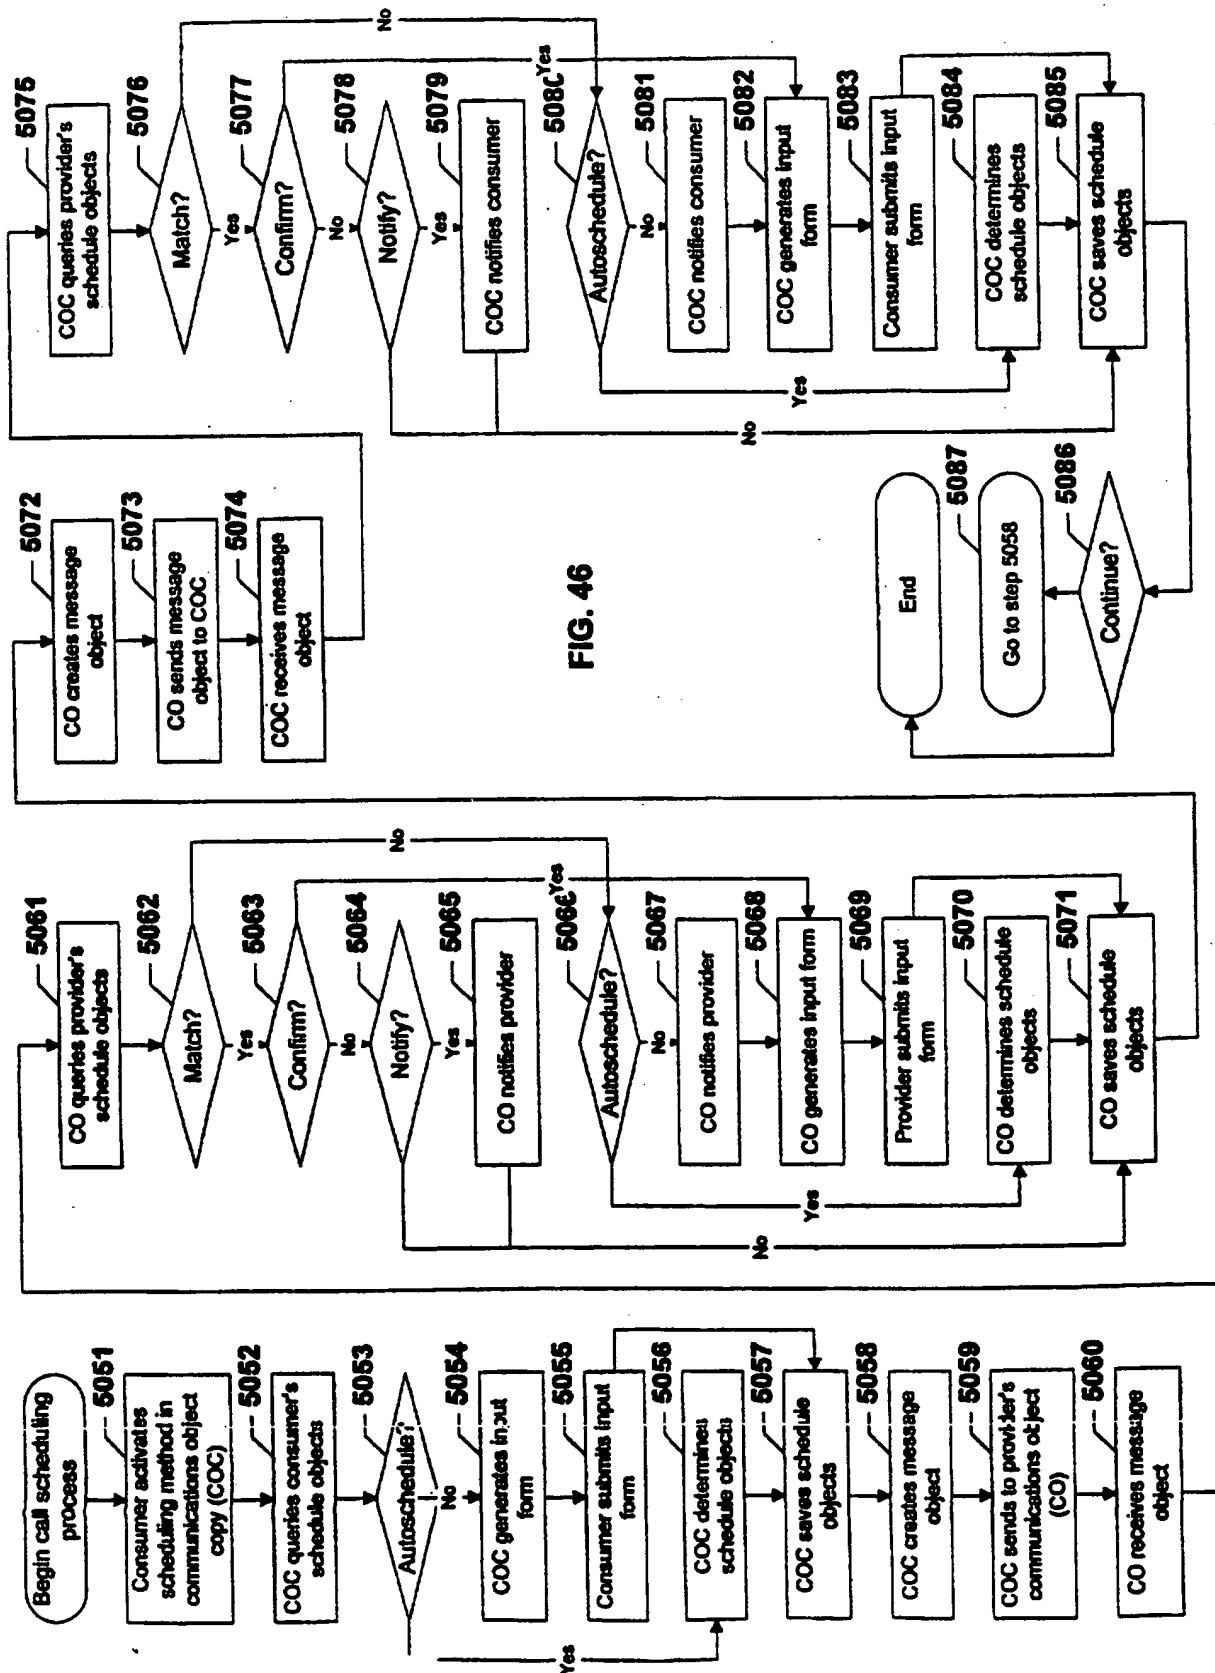 Begin call scheduling
process
5051
Consumer activates
scheduling method in
communications object
copy (COC)
5052
COC queries consumer's
schedule objects
5053
Autoschedule?
No
Yes
5054
COC generates input
form
5055
Consumer submits input
form
5056
COC determines
schedule objects
5057
COC saves schedule
objects
5058
COC creates message
object
5059
COC sends to provider's
communications object
(CO)
5060
CO receives message
object
5061
CO queries provider's
schedule objects
5062
Match?
No
Yes
5063
Confirm?
Yes
No
5064
Notify?
Yes
No
5065
CO notifies provider
5066
Autoschedule?
No
Yes
5067
CO notifies provider
5068
CO generates input form
5069
Provider submits input
form
5070
CO determines schedule
objects
5071
CO saves schedule
objects
5072
CO creates message
object
5073
CO sends message
object to COC
5074
COC receives message
object
FIG. 46
5075
COC queries provider's
schedule objects
5076
Match?
No
Yes
5077
Confirm?
Yes
No
5078
Notify?
Yes
No
5079
COC notifies consumer
5080
Autoschedule?
No
Yes
5081
COC notifies consumer
5082
COC generates input
form
5083
Consumer submits input
form
5084
COC determines
schedule objects
5085
COC saves schedule
objects
5086
Continue?
5087
Go to step 5058
End